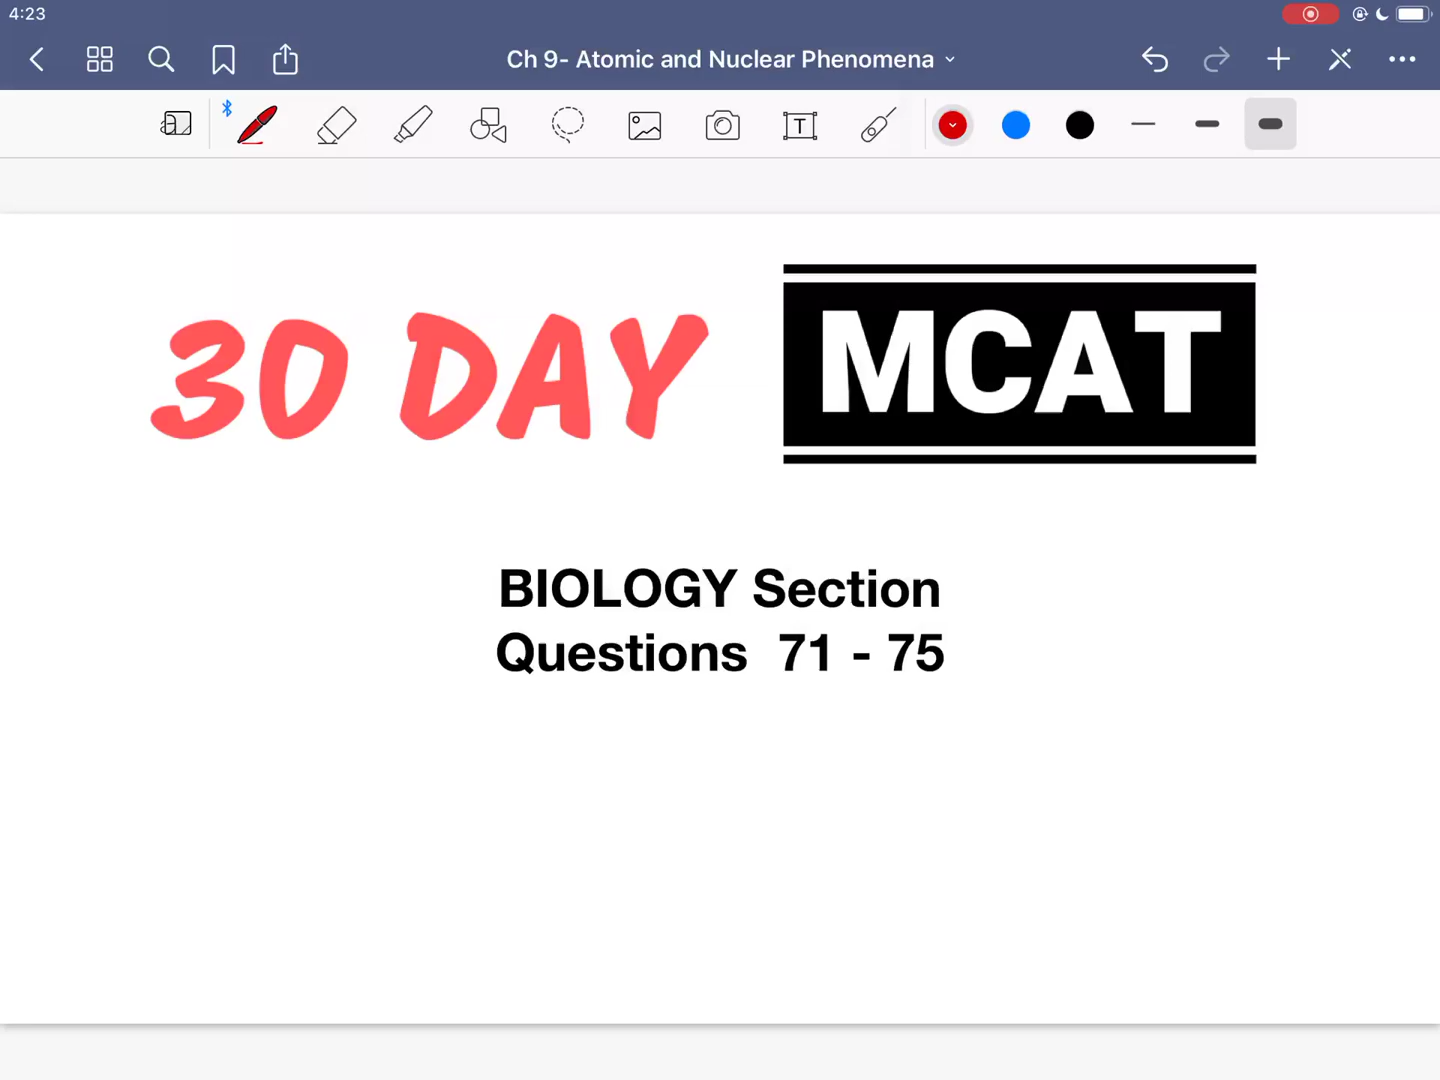 4:23
Ch 9- Atomic and Nuclear Phenomena
a
T
30 DAY MCAT
BIOLOGY Section
Questions 71 - 75